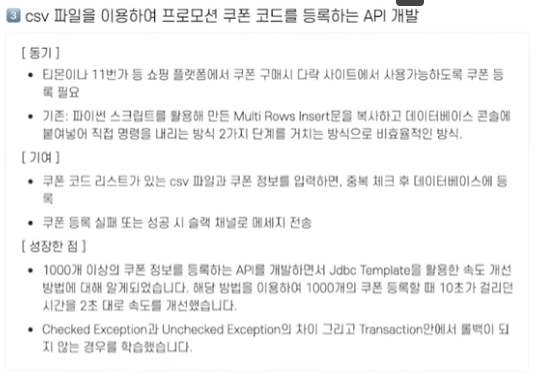 3 csv 파일을 이용하여 프로모션 쿠폰 코드를 등록하는 API 개발
[ 동기 ]
• 티몬이나 11번가 등 쇼핑 플랫폼에서 쿠폰 구매시 다락 사이트에서 사용가능하도록 쿠폰 등
록 필요
• 기존: 파이썬 스크립트를 활용해 만든 Multi Rows Insert문을 복사하고 데이터베이스 콘솔에
붙여넣어 직접 명령을 내리는 방식 2가지 단계를 거치는 방식으로 비효율적인 방식.
[ 기여 ]
• 쿠폰 코드 리스트가 있는 csv 파일과 쿠폰 정보를 입력하면, 중복 체크 후 데이터베이스에 등
록
• 쿠폰 등록 실패 또는 성공 시 슬랙 채널로 메세지 전송
[ 성장한 점 ]
• 1000개 이상의 쿠폰 정보를 등록하는 API를 개발하면서 Jdbc Template을 활용한 속도 개선
방법에 대해 알게되었습니다. 해당 방법을 이용하여 1000개의 쿠폰 등록할 때 10초가 걸리던
시간을 2초 대로 속도를 개선했습니다.
• Checked Exception과 Unchecked Exception의 차이 그리고 Transaction안에서 롤백이 되
지 않는 경우를 학습했습니다.